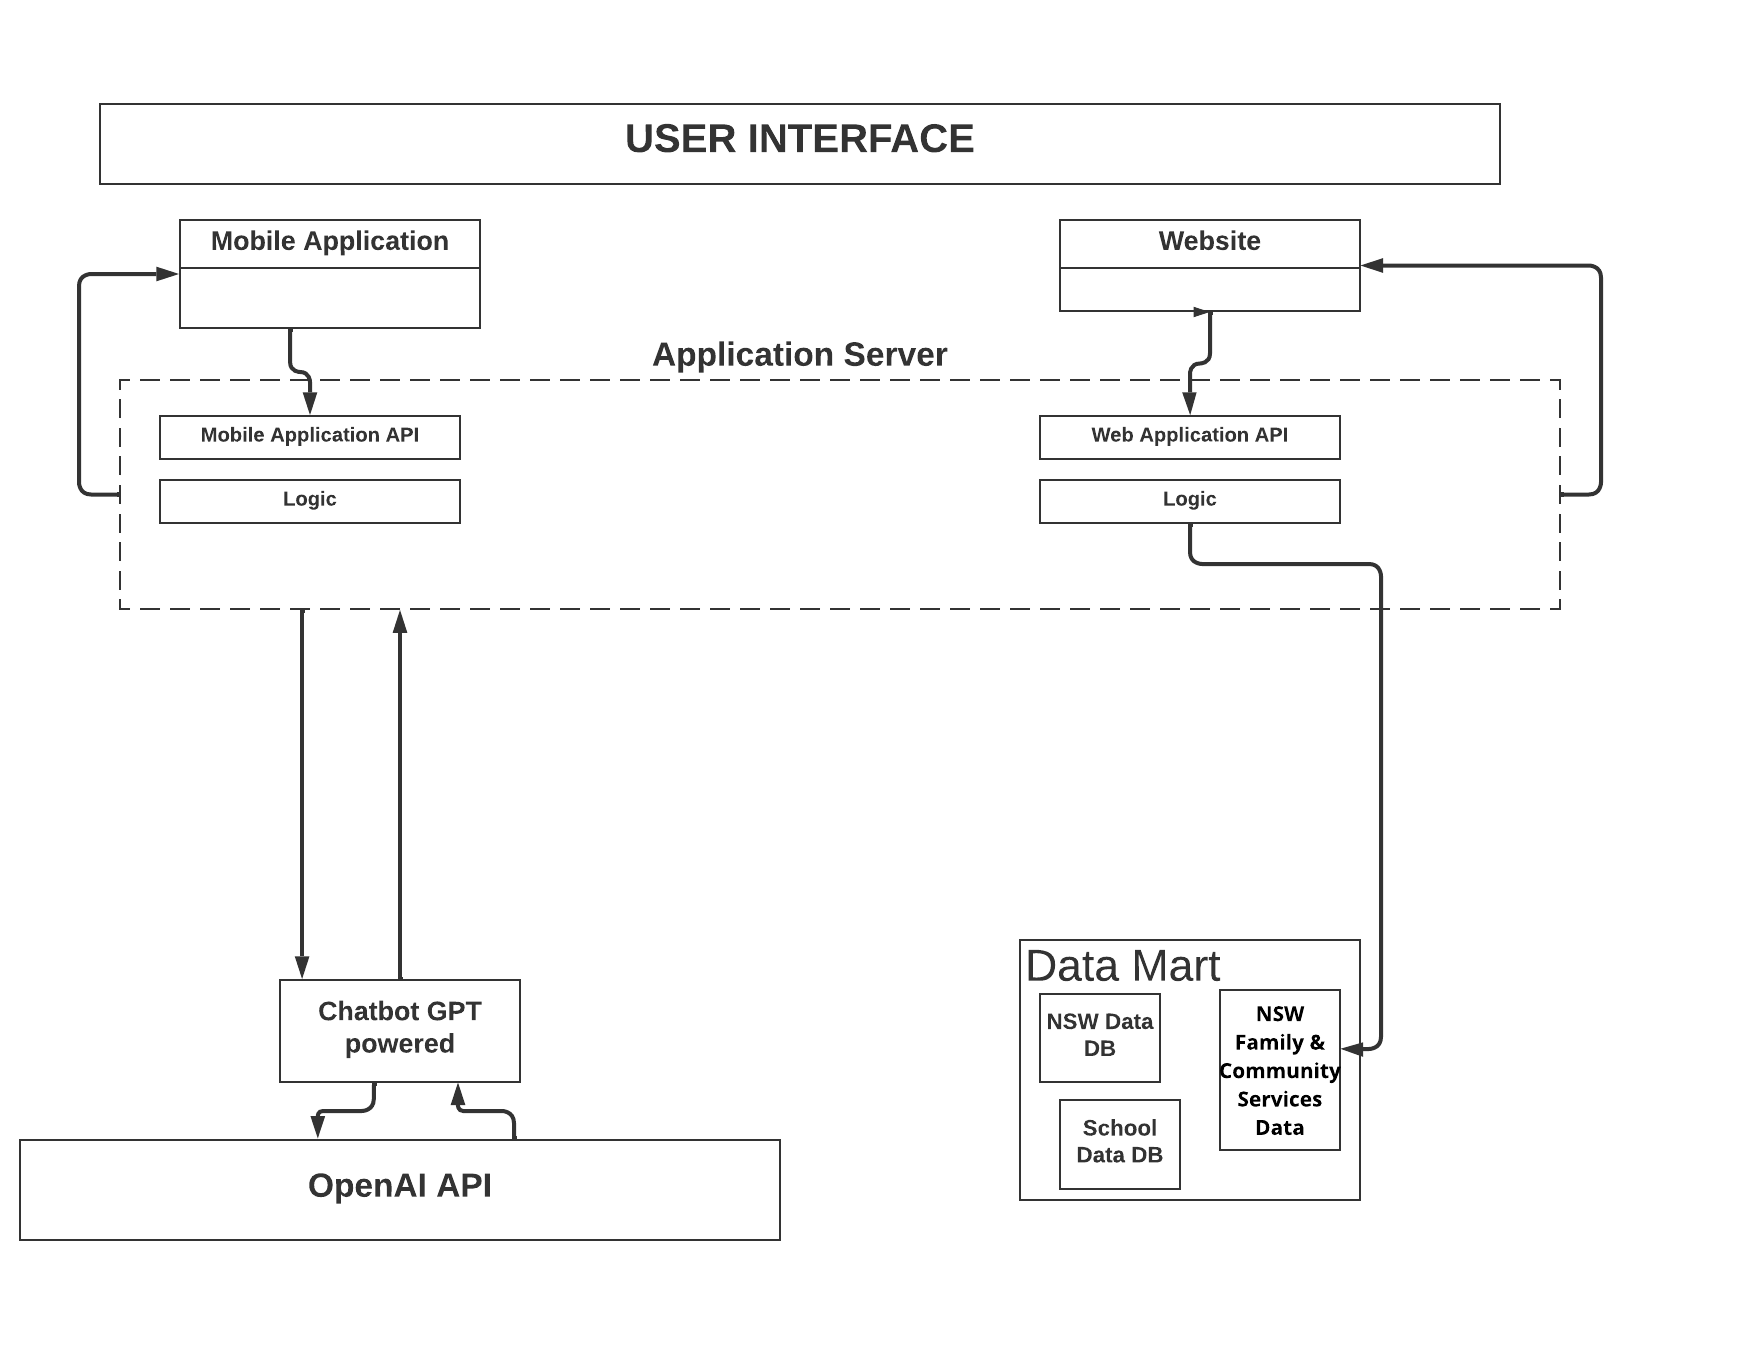 USER INTERFACE
Mobile Application
Website
Application Server
Mobile Application API
Web Application API
Logic
Logic
Chatbot GPT
powered
OpenAI API
Data Mart
NSW Data
DB
School
Data DB
NSW
Family &
Community
Services
Data